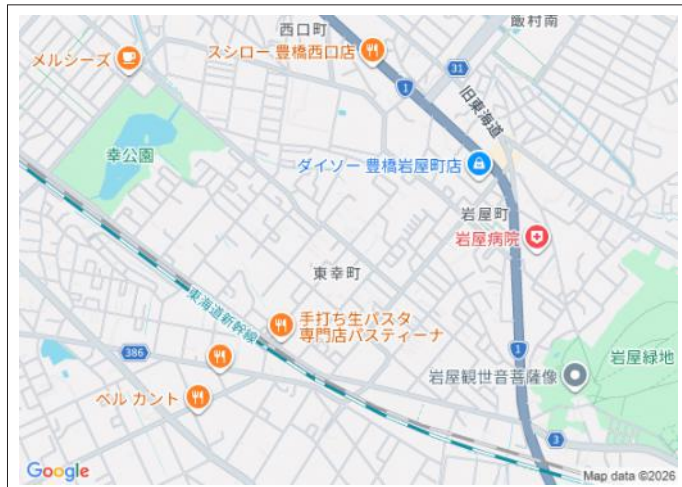 西口町
飯村南
メルシーズ
スシロー 豊橋西口店
31
1
旧東海道
幸公園
ダイソー 豊橋岩屋町店
岩屋町
岩屋病院
東幸町
東海道新幹線
手打ち生パスタ
専門店パスティーナ
386
1
岩屋緑地
岩屋観世音菩薩像
ベル カント
3
Google
Map data ©2026